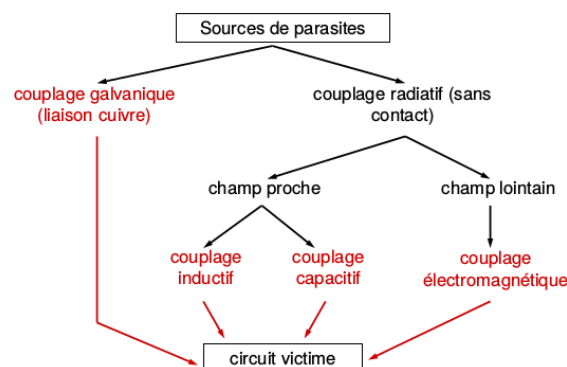 Sources de parasites
couplage galvanique
(liaison cuivre)
couplage radiatif (sans
contact)
champ proche
champ lointain
couplage
inductif
couplage
capacitif
couplage
électromagnétique
circuit victime